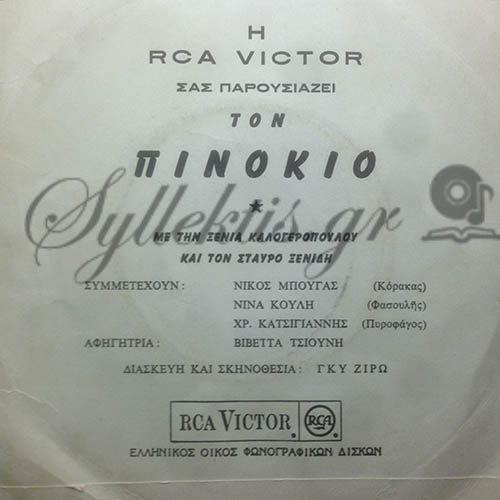 Η
RCA VICTOR
ΣΑΣ ΠΑΡΟΥΣΙΑΖΕΙ
ΤΟΝ
ΠΙΝΟΚΙΟ
Syllektis.gr
ΜΕ ΤΗΝ ΞΕΝΙΑ ΚΑΛΟΓΕΡΟΠΟΥΛΟΥ
ΚΑΙ ΤΟΝ ΣΤΑΥΡΟ ΞΕΝΙΔΗ
ΣΥΜΜΕΤΕΧΟΥΝ : ΝΙΚΟΣ ΜΠΟΥΓΑΣ (Κόρακας)
ΝΙΝΑ ΚΟΥΛΗ (Φασουλῆς)
ΧΡ. ΚΑΤΣΙΓΙΑΝΝΗΣ (Πυροφάγος)
ΑΦΗΓΗΤΡΙΑ : ΒΙΒΕΤΤΑ ΤΣΙΟΥΝΗ
ΔΙΑΣΚΕΥΗ ΚΑΙ ΣΚΗΝΟΘΕΣΙΑ : ΓΚΥ ΖΙΡΩ
RCA VICTOR RCA
ΕΛΛΗΝΙΚΟΣ ΟΙΚΟΣ ΦΩΝΟΓΡΑΦΙΚΩΝ ΔΙΣΚΩΝ